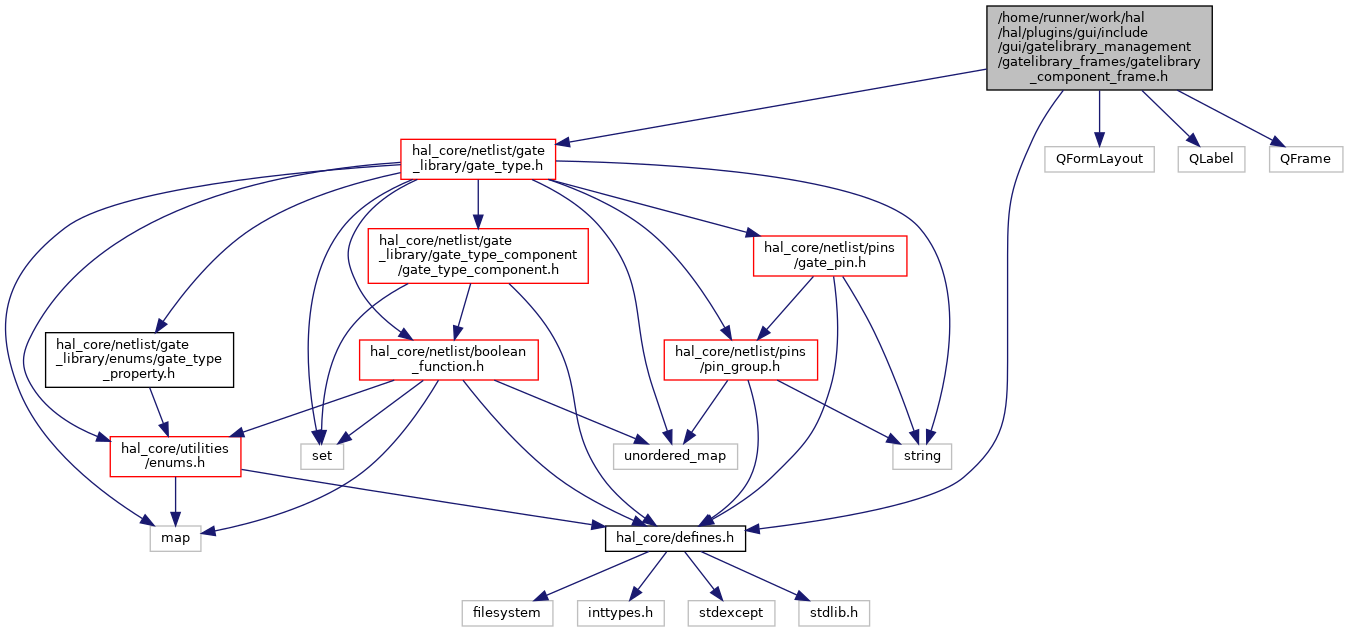 /home/runner/work/hal
/hal/plugins/gui/include
/gui/gatelibrary_management
/gatelibrary_frames/gatelibrary
_component_frame.h
hal_core/netlist/gate
_library/gate_type.h
QFormLayout
QLabel
QFrame
hal_core/netlist/gate
_library/gate_type_component
/gate_type_component.h
hal_core/netlist/pins
/gate_pin.h
hal_core/netlist/gate
_library/enums/gate_type
_property.h
hal_core/netlist/boolean
_function.h
hal_core/netlist/pins
/pin_group.h
hal_core/utilities
/enums.h
set
unordered_map
string
map
hal_core/defines.h
filesystem
inttypes.h
stdexcept
stdlib.h